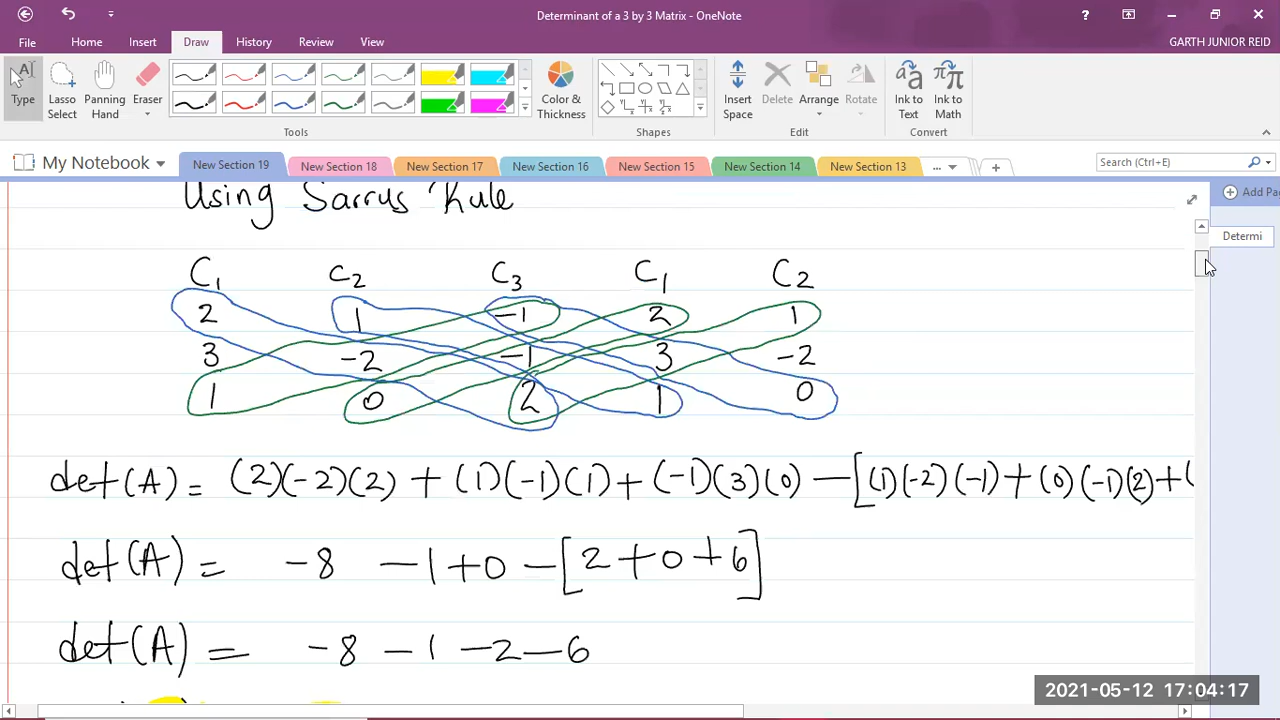 Determinant of a 3 by 3 Matrix - OneNote
File Home Insert Draw History Review View GARTH JUNIOR REID
Type Lasso Select Panning Hand Eraser Color & Thickness Insert Space Delete Arrange Rotate Ink to Text Ink to Math
Tools Shapes Edit Convert
My Notebook New Section 19 New Section 18 New Section 17 New Section 16 New Section 15 New Section 14 New Section 13 ... Search (Ctrl+E)
Add Pag
Determi
Using Sarrus' Rule
C₁ C₂ C₃ C₁ C₂
2 1 -1 2 1
3 -2 -1 3 -2
1 0 2 1 0
det(A) = (2)(-2)(2) + (1)(-1)(1) + (-1)(3)(0) - [(1)(-2)(-1) + (0)(-1)(2) + (
det(A) = -8 -1 + 0 - [2 + 0 + 6]
det(A) = -8 -1 -2 - 6
2021-05-12 17:04:17